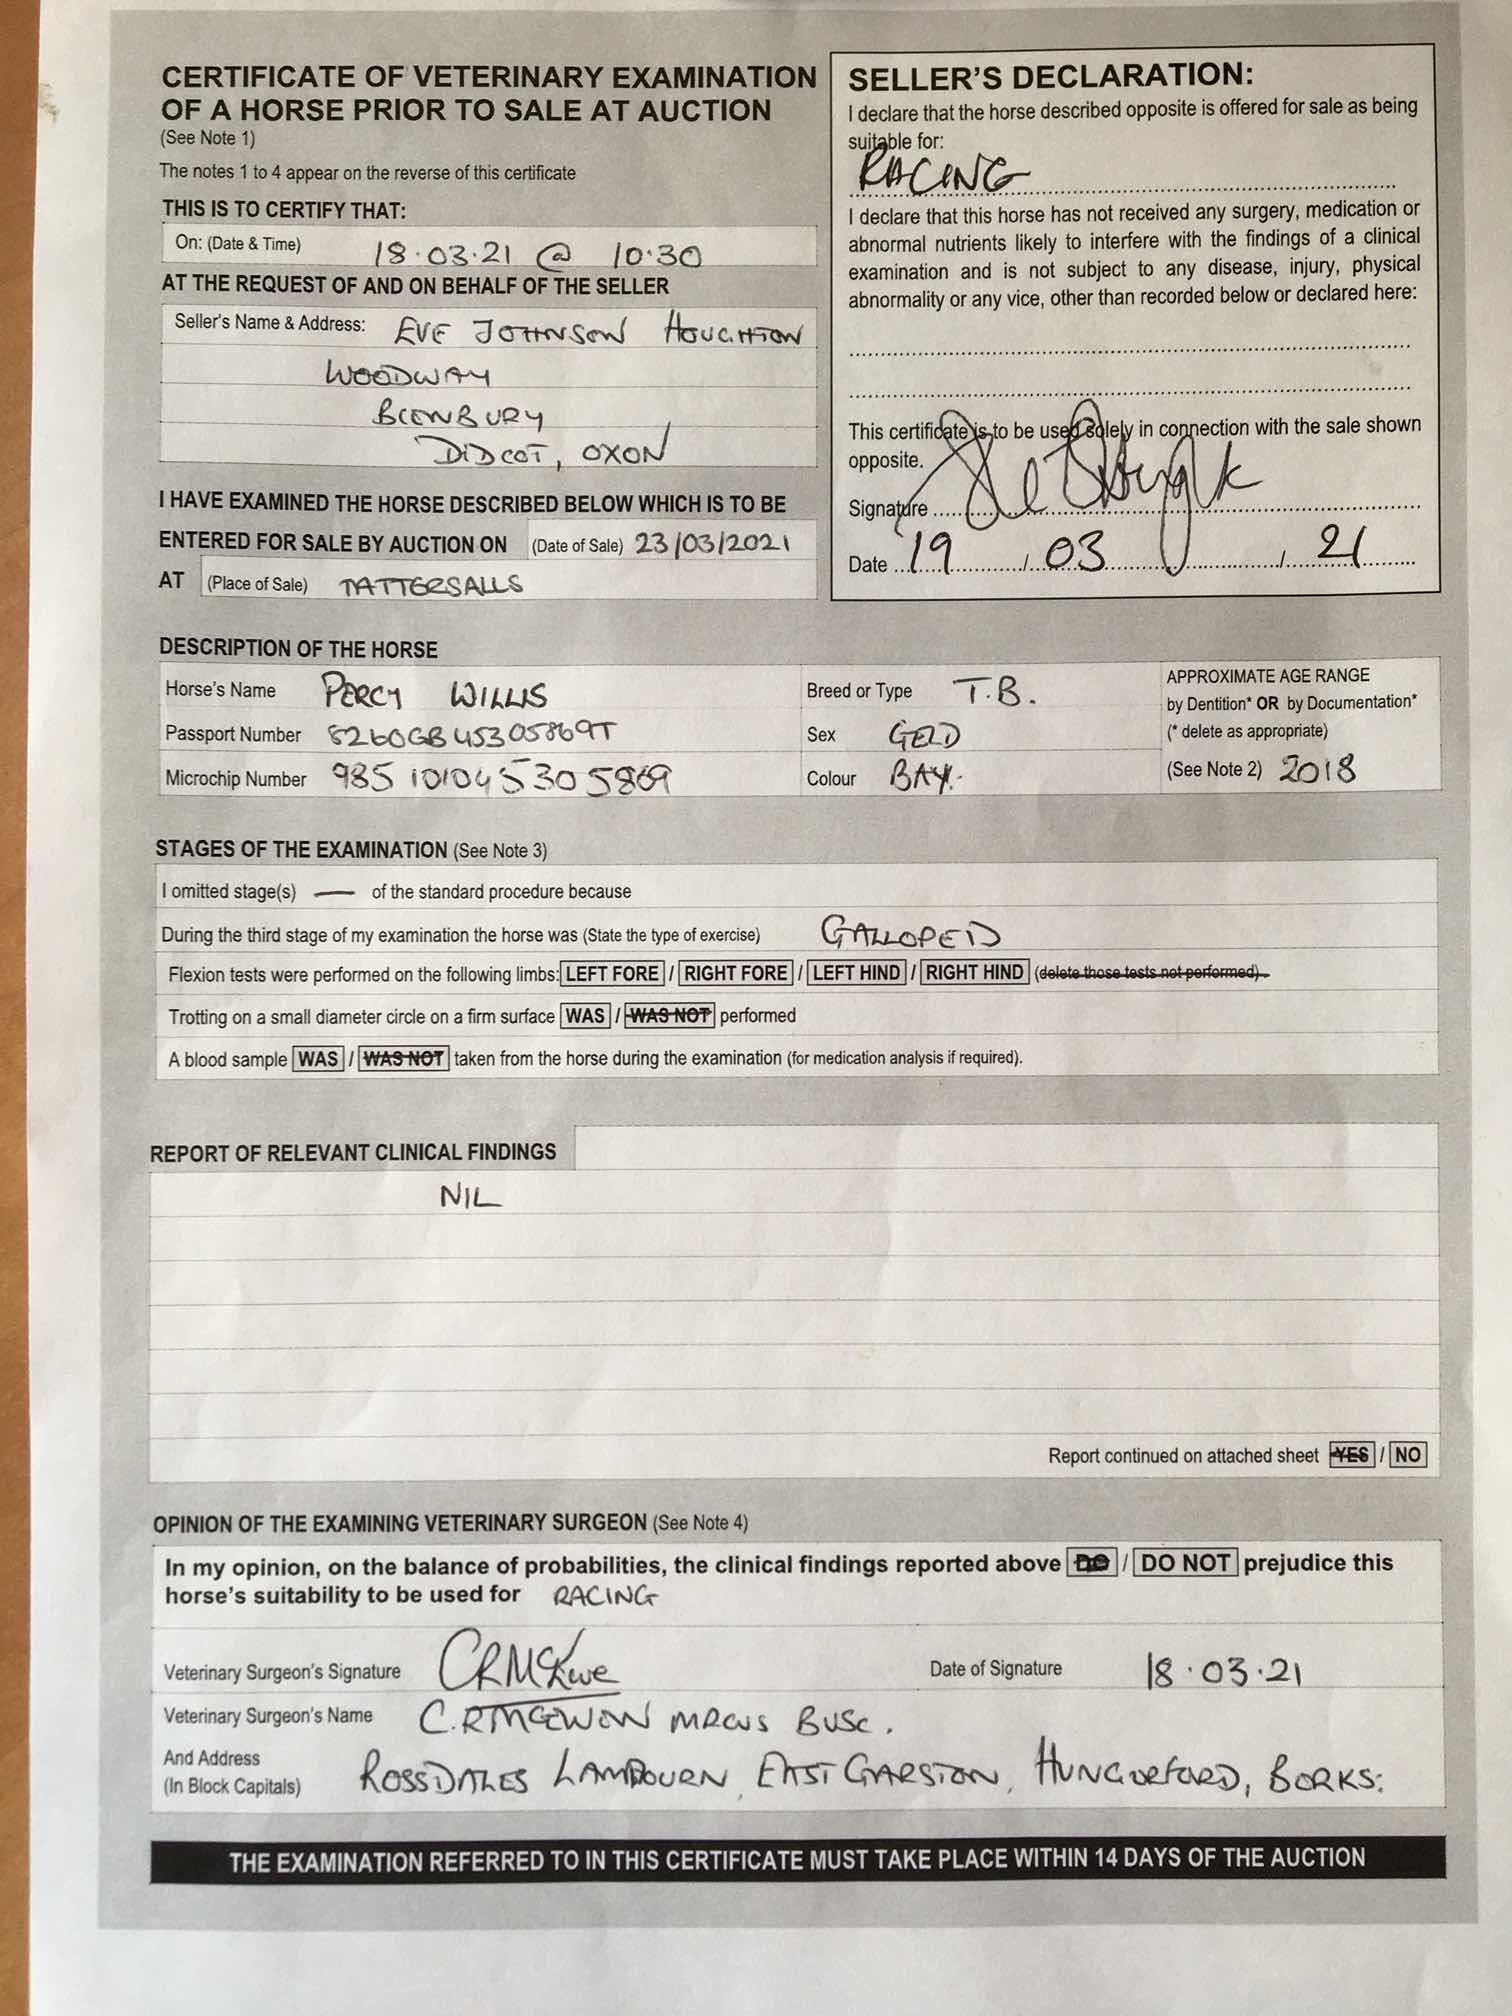 CERTIFICATE OF VETERINARY EXAMINATION
OF A HORSE PRIOR TO SALE AT AUCTION
(See Note 1)
The notes 1 to 4 appear on the reverse of this certificate
THIS IS TO CERTIFY THAT:
On: (Date & Time) 18.03.21 @ 10:30
AT THE REQUEST OF AND ON BEHALF OF THE SELLER
Seller's Name & Address: EVE JOHNSON HOUGHTON
WOODWAY
BLEWBURY
DIDCOT, OXON
I HAVE EXAMINED THE HORSE DESCRIBED BELOW WHICH IS TO BE
ENTERED FOR SALE BY AUCTION ON (Date of Sale) 23/03/2021
AT (Place of Sale) TATTERSALLS
SELLER'S DECLARATION:
I declare that the horse described opposite is offered for sale as being
suitable for:
RACING
I declare that this horse has not received any surgery, medication or
abnormal nutrients likely to interfere with the findings of a clinical
examination and is not subject to any disease, injury, physical
abnormality or any vice, other than recorded below or declared here:
This certificate is to be used solely in connection with the sale shown
opposite.
Signature
Date 19 / 03 / 21
DESCRIPTION OF THE HORSE
Horse's Name PERCY WILLIS
Passport Number 8260GB45305869T
Microchip Number 985101045305869
Breed or Type T.B.
Sex GELD
Colour BAY.
APPROXIMATE AGE RANGE
by Dentition* OR by Documentation*
(* delete as appropriate)
(See Note 2) 2018
STAGES OF THE EXAMINATION (See Note 3)
I omitted stage(s) — of the standard procedure because
During the third stage of my examination the horse was (State the type of exercise) GALLOPED
Flexion tests were performed on the following limbs: LEFT FORE / RIGHT FORE / LEFT HIND / RIGHT HIND (delete those tests not performed)
Trotting on a small diameter circle on a firm surface WAS / WAS NOT performed
A blood sample WAS / WAS NOT taken from the horse during the examination (for medication analysis if required).
REPORT OF RELEVANT CLINICAL FINDINGS
NIL
Report continued on attached sheet YES / NO
OPINION OF THE EXAMINING VETERINARY SURGEON (See Note 4)
In my opinion, on the balance of probabilities, the clinical findings reported above DO / DO NOT prejudice this
horse's suitability to be used for RACING
Veterinary Surgeon's Signature
Date of Signature 18.03.21
Veterinary Surgeon's Name C.R MCEWEN MRCVS BVSc.
And Address
(In Block Capitals) ROSSDALES LAMBOURN, EAST GARSTON, HUNGERFORD, BERKS.
THE EXAMINATION REFERRED TO IN THIS CERTIFICATE MUST TAKE PLACE WITHIN 14 DAYS OF THE AUCTION